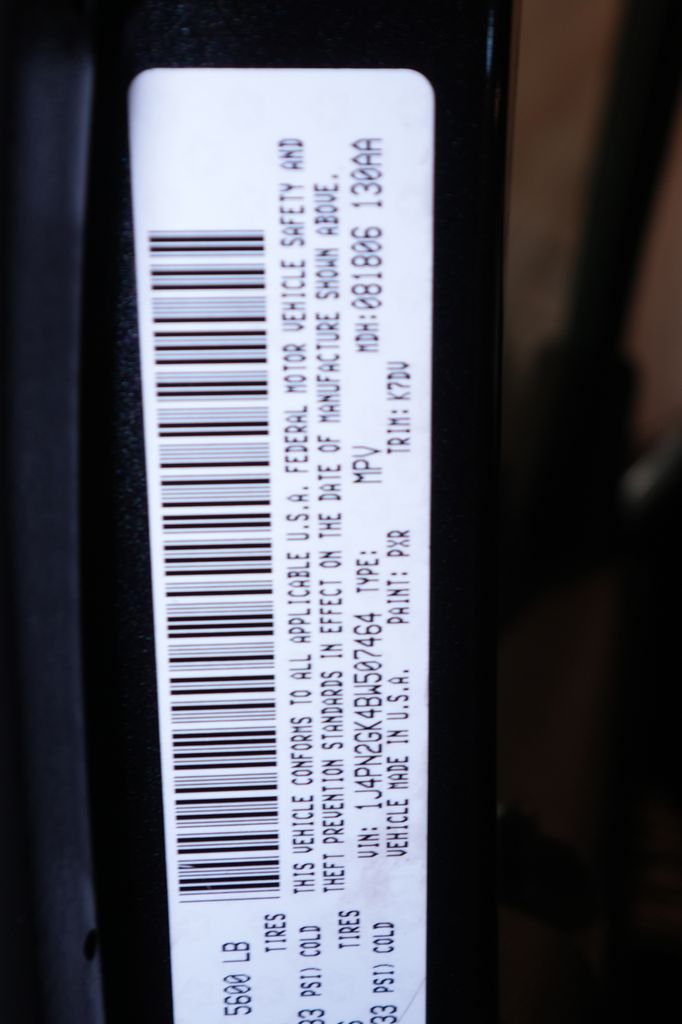 5600 LB
TIRES
33 PSI) COLD
TIRES
33 PSI) COLD
THIS VEHICLE CONFORMS TO ALL APPLICABLE U.S.A. FEDERAL MOTOR VEHICLE SAFETY AND
THEFT PREVENTION STANDARDS IN EFFECT ON THE DATE OF MANUFACTURE SHOWN ABOVE.
VIN: 1J4PN2GK4BW507464 TYPE: MPV MDH:081806 130AA
VEHICLE MADE IN U.S.A. PAINT: PXR TRIM: K7DV